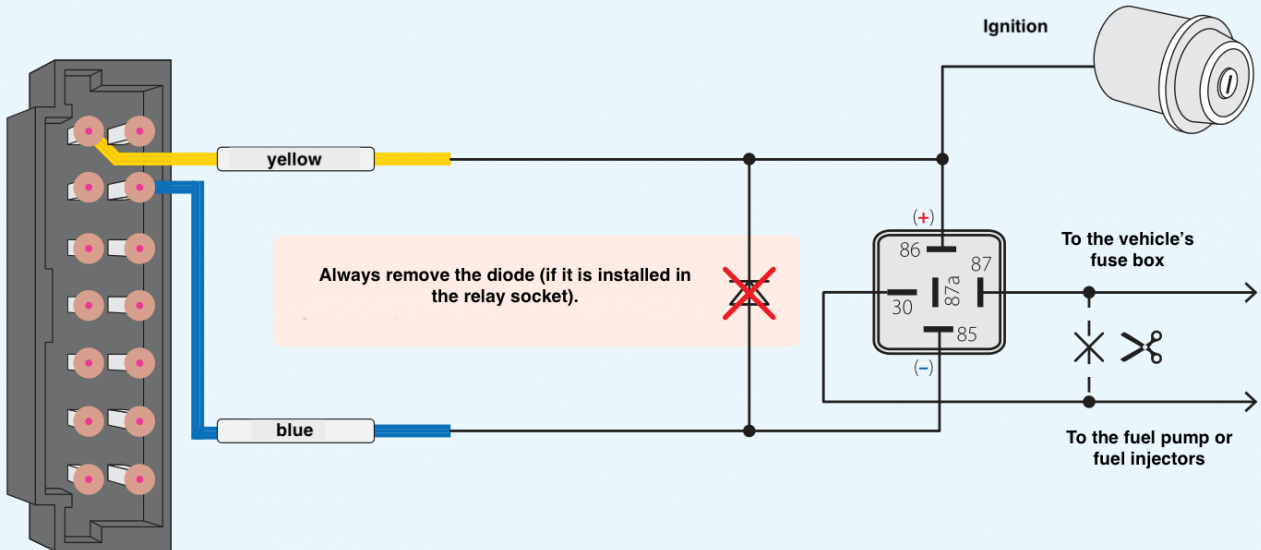 Ignition
yellow
(+)
86
87
87a
30
85
(–)
To the vehicle's
fuse box
Always remove the diode (if it is installed in
the relay socket).
blue
To the fuel pump or
fuel injectors